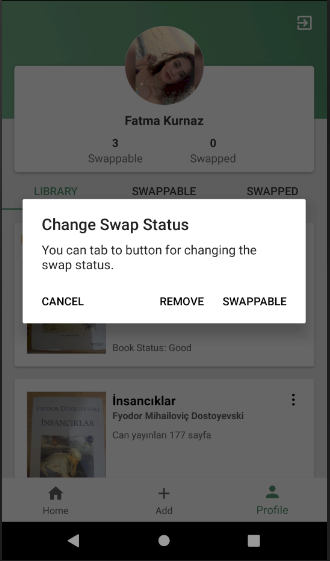 Fatma Kurnaz
3 0
Swappable Swapped
LIBRARY SWAPPABLE SWAPPED
Change Swap Status
You can tab to button for changing the
swap status.
CANCEL REMOVE SWAPPABLE
Book Status: Good
İnsancıklar
Fyodor Mihailoviç Dostoyevski
Can yayınları 177 sayfa
FYODOR DOSTOYEVSKİ
İNSANCIKLAR
Home Add Profile